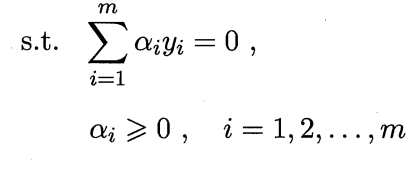 s.t. $\sum_{i=1}^{m} \alpha_i y_i = 0$ ,
$\alpha_i \geqslant 0$ , $i = 1, 2, \ldots, m$